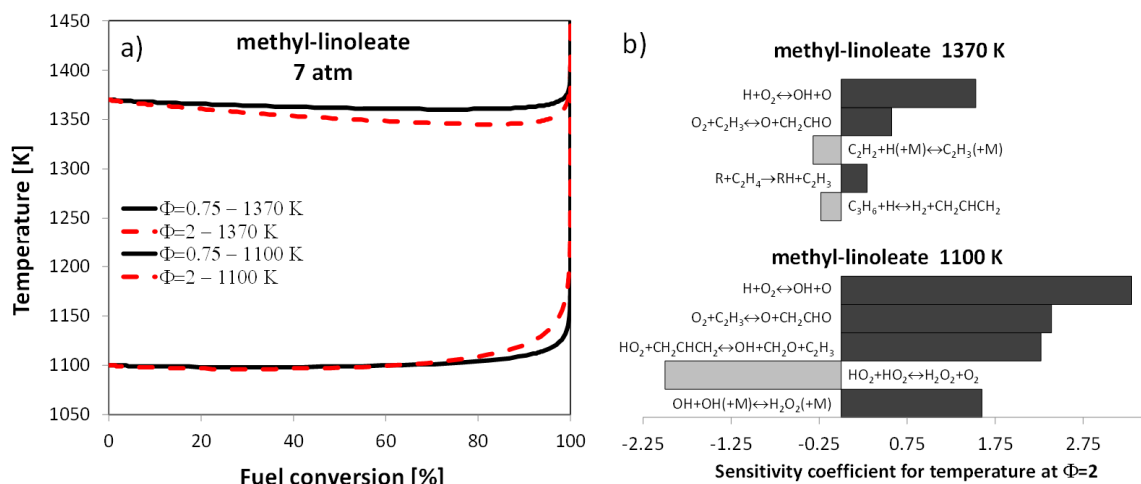 a)
methyl-linoleate
7 atm
1450
1400
1350
1300
1250
1200
1150
1100
1050
Temperature [K]
Φ=0.75 – 1370 K
Φ=2 – 1370 K
Φ=0.75 – 1100 K
Φ=2 – 1100 K
0
20
40
60
80
100
Fuel conversion [%]
b)
methyl-linoleate 1370 K
H+O₂↔OH+O
O₂+C₂H₃↔O+CH₂CHO
C₂H₂+H(+M)↔C₂H₃(+M)
R+C₂H₄→RH+C₂H₃
C₃H₆+H↔H₂+CH₂CHCH₂
methyl-linoleate 1100 K
H+O₂↔OH+O
O₂+C₂H₃↔O+CH₂CHO
HO₂+CH₂CHCH₂↔OH+CH₂O+C₂H₃
HO₂+HO₂↔H₂O₂+O₂
OH+OH(+M)↔H₂O₂(+M)
-2.25
-1.25
-0.25
0.75
1.75
2.75
Sensitivity coefficient for temperature at Φ=2